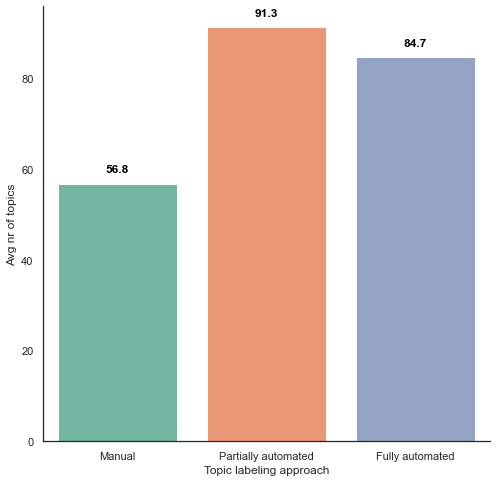 91.3
84.7
56.8
80
60
40
20
0
Avg nr of topics
Manual
Partially automated
Fully automated
Topic labeling approach